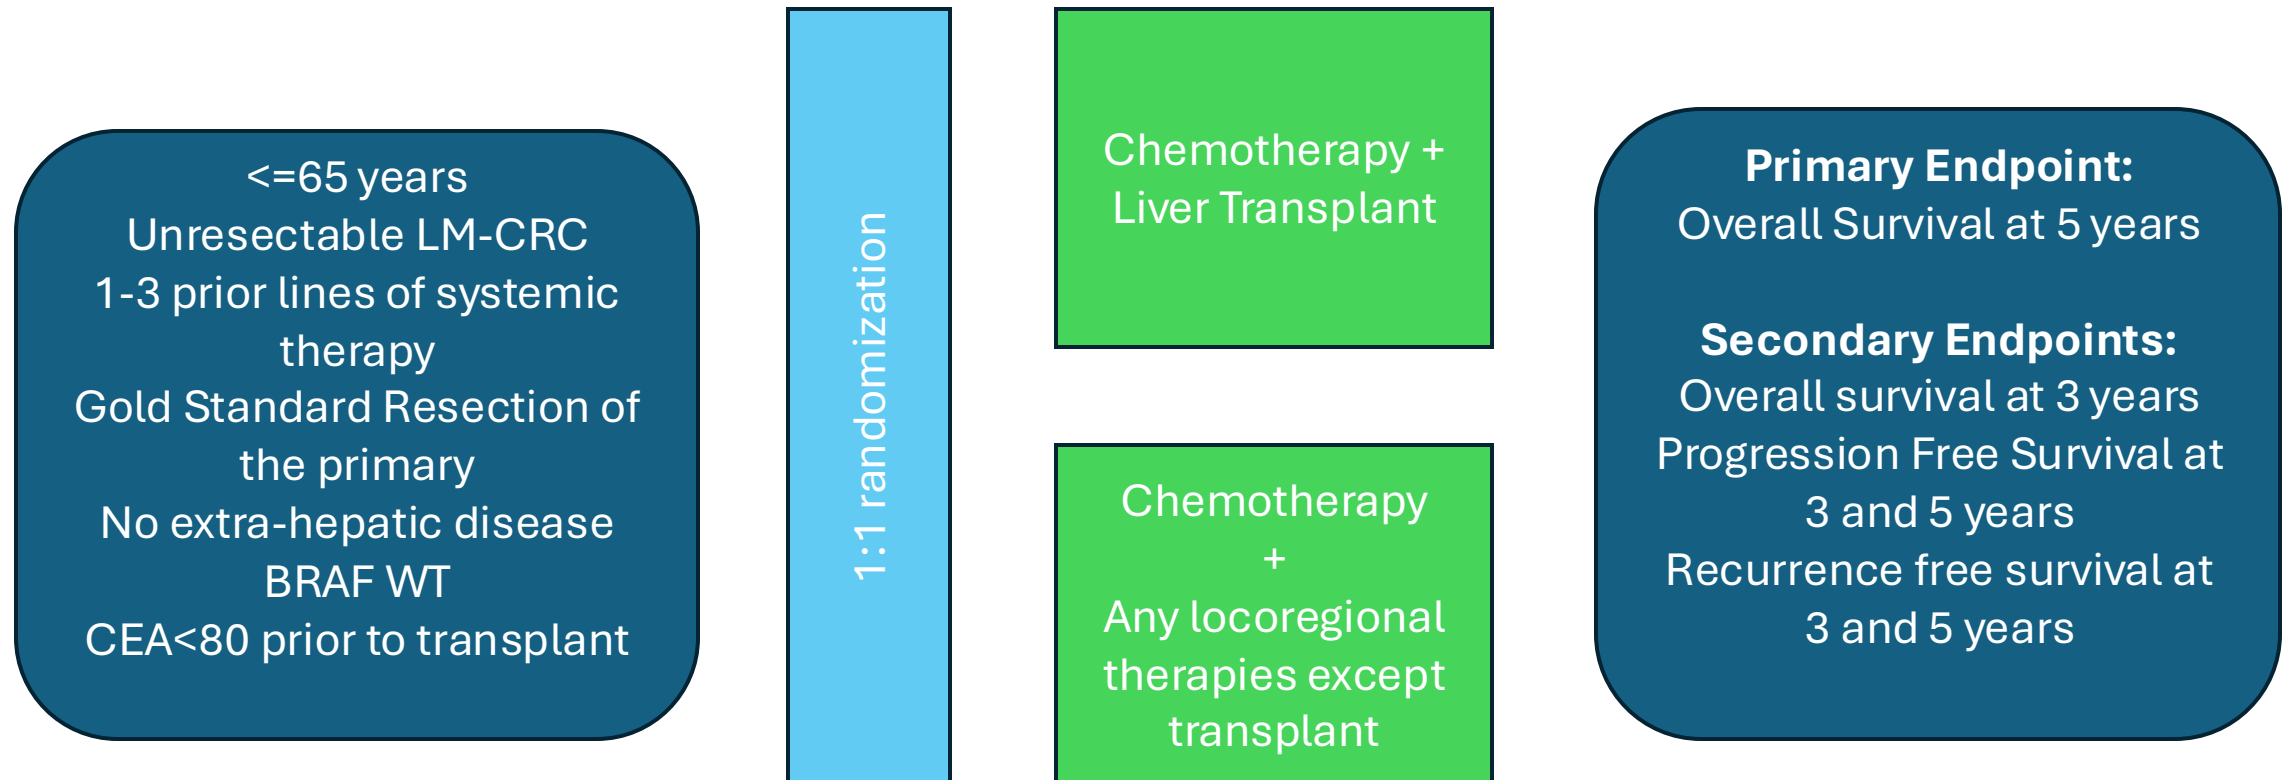 <=65 years
Unresectable LM-CRC
1-3 prior lines of systemic
therapy
Gold Standard Resection of
the primary
No extra-hepatic disease
BRAF WT
CEA<80 prior to transplant
1:1 randomization
Chemotherapy +
Liver Transplant
Chemotherapy
+
Any locoregional
therapies except
transplant
Primary Endpoint:
Overall Survival at 5 years
Secondary Endpoints:
Overall survival at 3 years
Progression Free Survival at
3 and 5 years
Recurrence free survival at
3 and 5 years